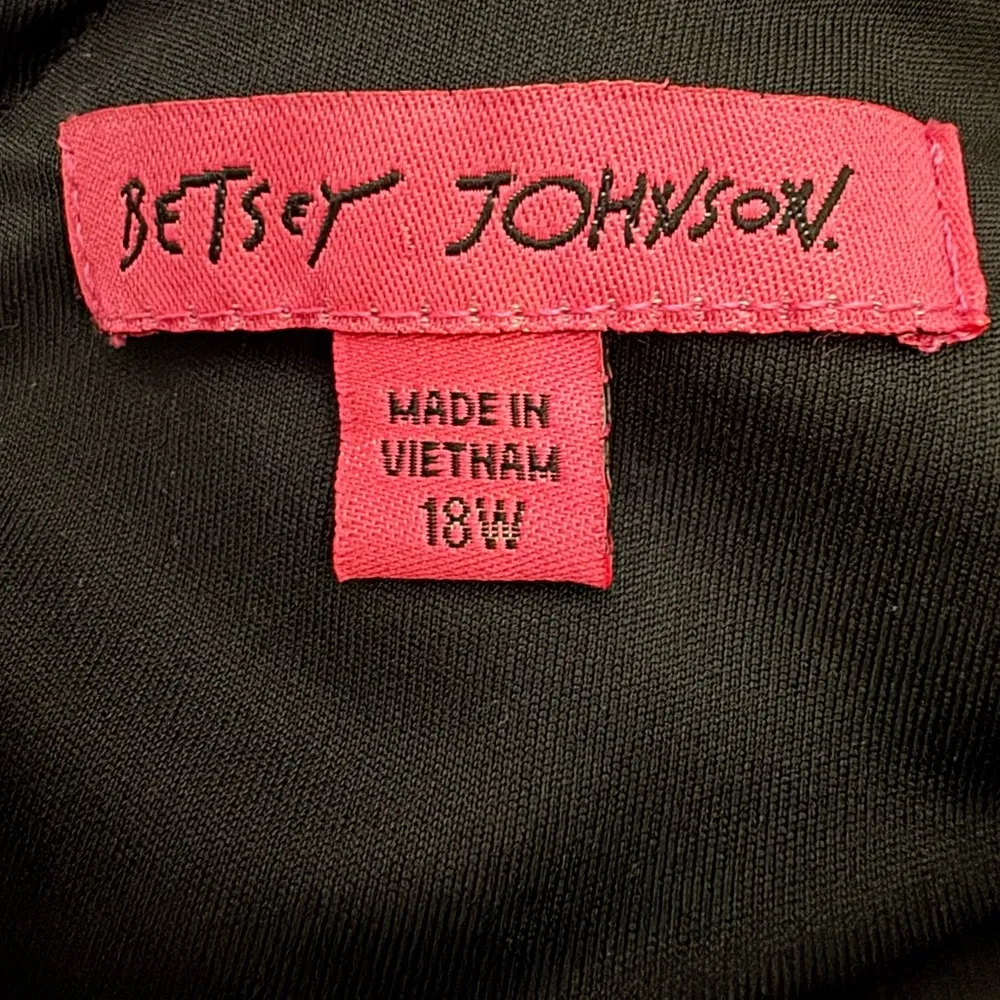 BETSEY JOHNSON.
MADE IN
VIETNAM
18W